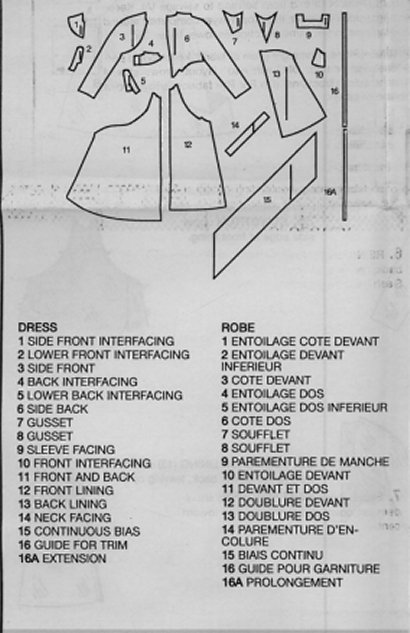 1
2
3
4
5
6
7
8
9
10
11
12
13
14
15
16
16A
6.
7.
DRESS
1 SIDE FRONT INTERFACING
2 LOWER FRONT INTERFACING
3 SIDE FRONT
4 BACK INTERFACING
5 LOWER BACK INTERFACING
6 SIDE BACK
7 GUSSET
8 GUSSET
9 SLEEVE FACING
10 FRONT INTERFACING
11 FRONT AND BACK
12 FRONT LINING
13 BACK LINING
14 NECK FACING
15 CONTINUOUS BIAS
16 GUIDE FOR TRIM
16A EXTENSION
ROBE
1 ENTOILAGE COTE DEVANT
2 ENTOILAGE DEVANT
INFERIEUR
3 COTE DEVANT
4 ENTOILAGE DOS
5 ENTOILAGE DOS INFERIEUR
6 COTE DOS
7 SOUFFLET
8 SOUFFLET
9 PAREMENTURE DE MANCHE
10 ENTOILAGE DEVANT
11 DEVANT ET DOS
12 DOUBLURE DEVANT
13 DOUBLURE DOS
14 PAREMENTURE D'EN-
COLURE
15 BIAIS CONTINU
16 GUIDE POUR GARNITURE
16A PROLONGEMENT